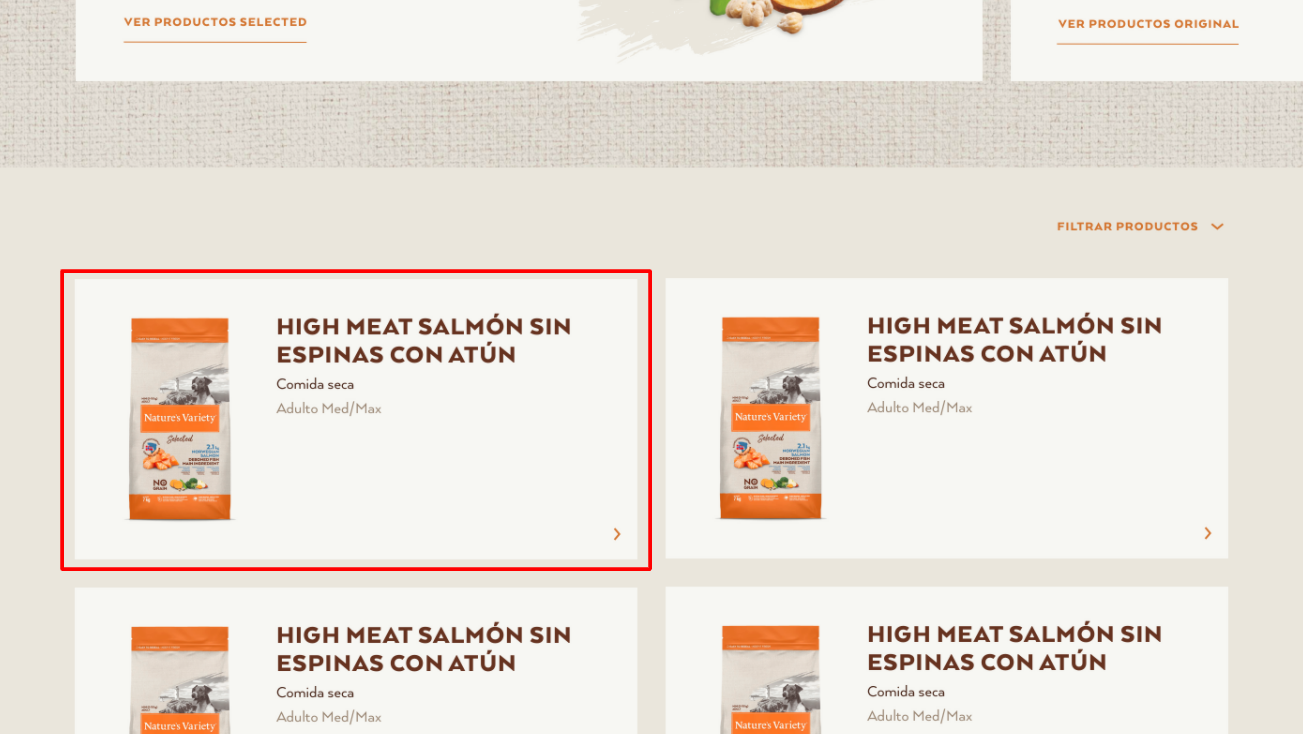 VER PRODUCTOS SELECTED
VER PRODUCTOS ORIGINAL
FILTRAR PRODUCTOS
HIGH MEAT SALMÓN SIN
ESPINAS CON ATÚN
Comida seca
Adulto Med/Max
Nature's Variety
Selected
NO
GRAIN
HIGH MEAT SALMÓN SIN
ESPINAS CON ATÚN
Comida seca
Adulto Med/Max
Nature's Variety
Selected
NO
GRAIN
HIGH MEAT SALMÓN SIN
ESPINAS CON ATÚN
Comida seca
Adulto Med/Max
Nature's Variety
HIGH MEAT SALMÓN SIN
ESPINAS CON ATÚN
Comida seca
Adulto Med/Max
Nature's Variety